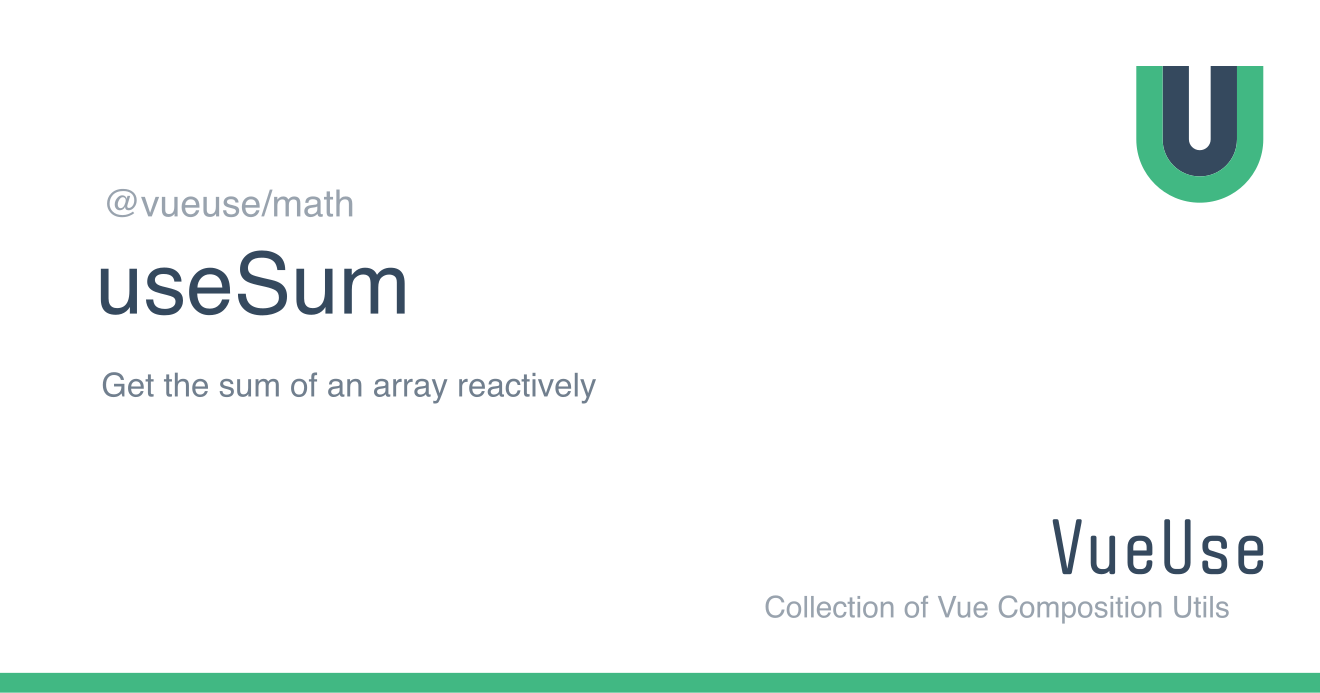 @vueuse/math
useSum
Get the sum of an array reactively
VueUse
Collection of Vue Composition Utils